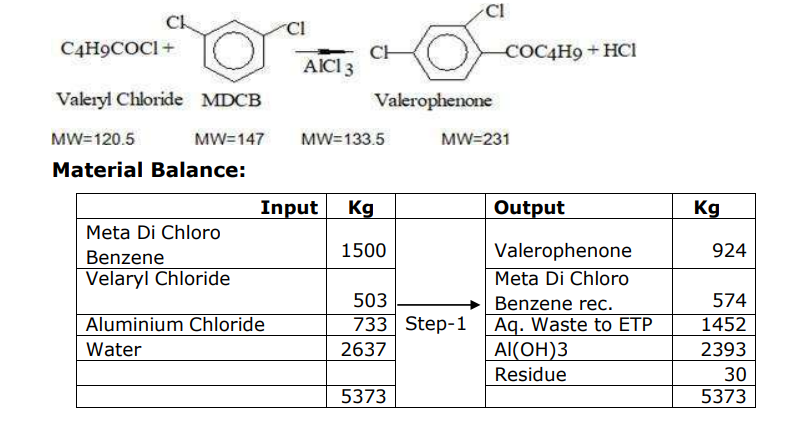 Cl Cl Cl
C4H9COCl + AlCl3 Cl COC4H9 + HCl
Valeryl Chloride MDCB Valerophenone
MW=120.5 MW=147 MW=133.5 MW=231
Material Balance:
Input Kg Output Kg
Meta Di Chloro
Benzene 1500 Valerophenone 924
Velaryl Chloride Meta Di Chloro
503 Benzene rec. 574
Aluminium Chloride 733 Step-1 Aq. Waste to ETP 1452
Water 2637 Al(OH)3 2393
Residue 30
5373 5373